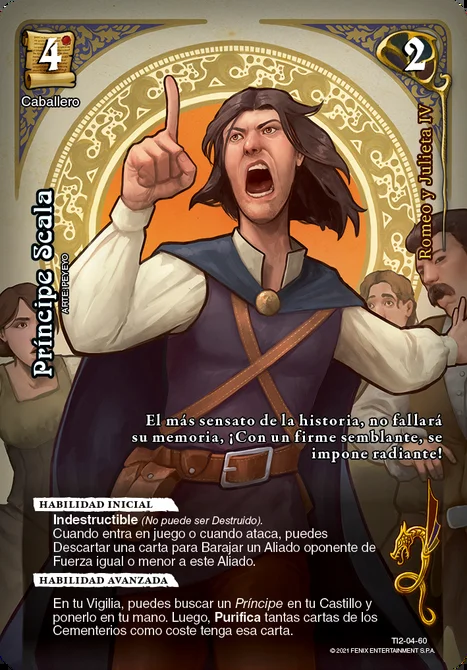 4
2
Caballero
Príncipe Scala
ARTE: PEYEYO
Romeo y Julieta IV
El más sensato de la historia, no fallará
su memoria, ¡Con un firme semblante, se
impone radiante!
HABILIDAD INICIAL
Indestructible (No puede ser Destruido).
Cuando entra en juego o cuando ataca, puedes
Descartar una carta para Barajar un Aliado oponente de
Fuerza igual o menor a este Aliado.
HABILIDAD AVANZADA
En tu Vigilia, puedes buscar un Príncipe en tu Castillo y
ponerlo en tu mano. Luego, Purifica tantas cartas de los
Cementerios como coste tenga esa carta.
TI2-04-60
© 2021 FENIX ENTERTAINMENT S.P.A.